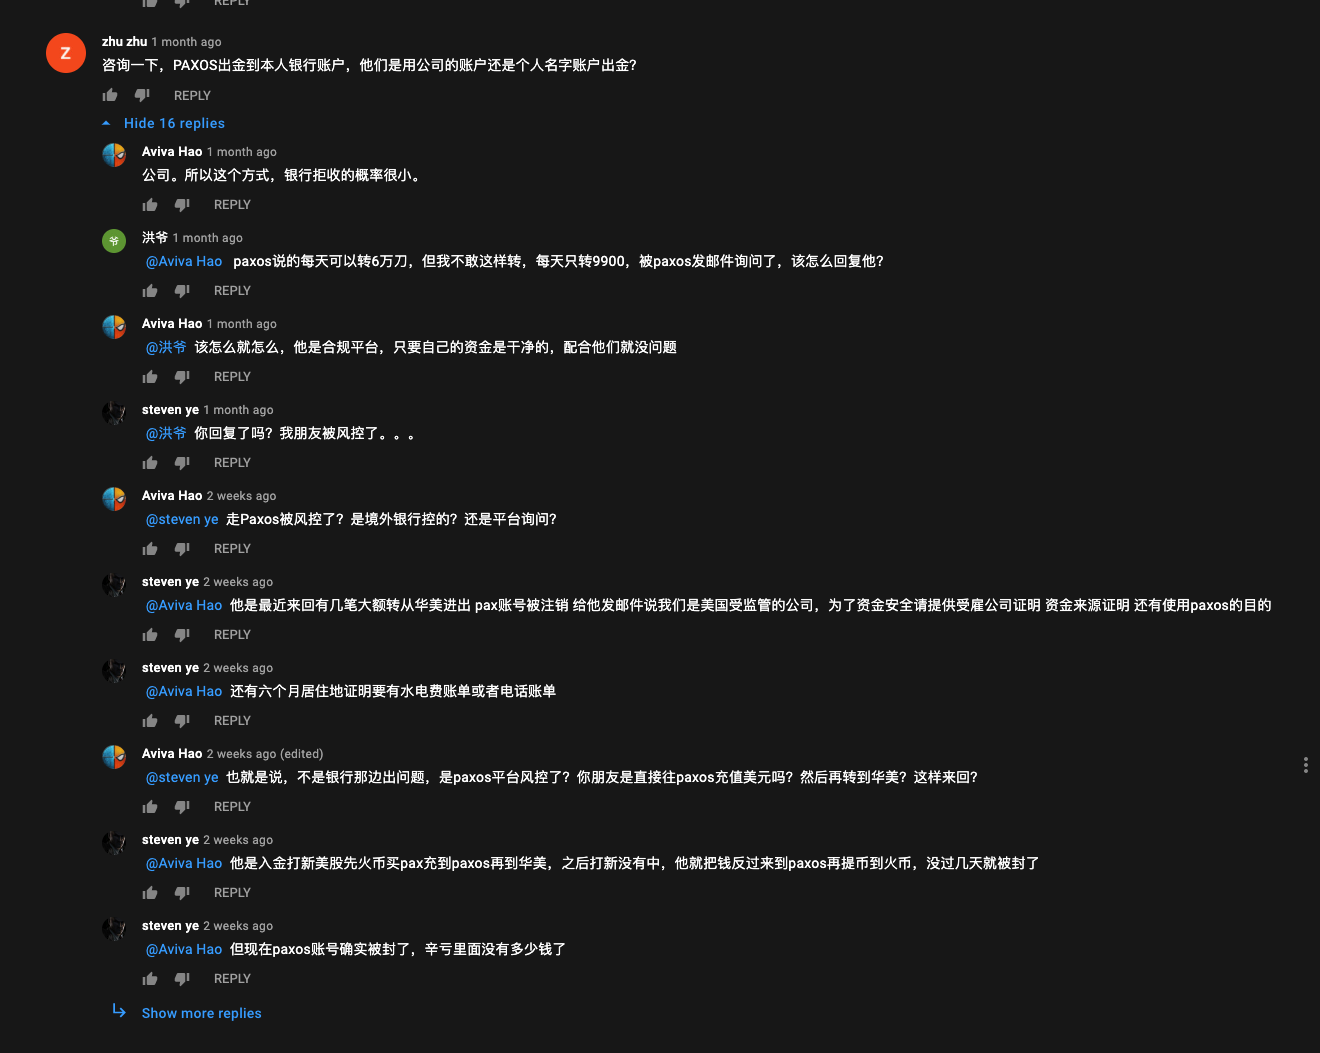 REPLY
Z
zhu zhu 1 month ago
咨询一下，PAXOS出金到本人银行账户，他们是用公司的账户还是个人名字账户出金？
REPLY
Hide 16 replies
Aviva Hao 1 month ago
公司。所以这个方式，银行拒收的概率很小。
REPLY
爷
洪爷 1 month ago
@Aviva Hao paxos说的每天可以转6万刀，但我不敢这样转，每天只转9900，被paxos发邮件询问了，该怎么回复他？
REPLY
Aviva Hao 1 month ago
@洪爷 该怎么就怎么，他是合规平台，只要自己的资金是干净的，配合他们就没问题
REPLY
steven ye 1 month ago
@洪爷 你回复了吗？我朋友被风控了。。。
REPLY
Aviva Hao 2 weeks ago
@steven ye 走Paxos被风控了？是境外银行控的？还是平台询问？
REPLY
steven ye 2 weeks ago
@Aviva Hao 他是最近来回有几笔大额转从华美进出 pax账号被注销 给他发邮件说我们是美国受监管的公司，为了资金安全请提供受雇公司证明 资金来源证明 还有使用paxos的目的
REPLY
steven ye 2 weeks ago
@Aviva Hao 还有六个月居住地证明要有水电费账单或者电话账单
REPLY
Aviva Hao 2 weeks ago (edited)
@steven ye 也就是说，不是银行那边出问题，是paxos平台风控了？你朋友是直接往paxos充值美元吗？然后再转到华美？这样来回？
REPLY
steven ye 2 weeks ago
@Aviva Hao 他是入金打新美股先火币买pax充到paxos再到华美，之后打新没有中，他就把钱反过来到paxos再提币到火币，没过几天就被封了
REPLY
steven ye 2 weeks ago
@Aviva Hao 但现在paxos账号确实被封了，辛亏里面没有多少钱了
REPLY
Show more replies